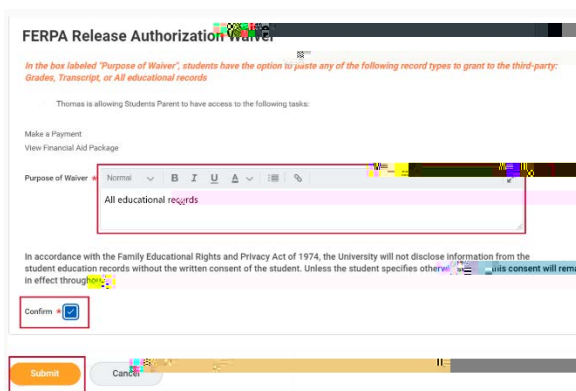 FERPA Release Authorization Waiver
In the box labeled "Purpose of Waiver", students have the option to paste any of the following record types to grant to the third-party:
Grades, Transcript, or All educational records
Thomas is allowing Students Parent to have access to the following tasks:
Make a Payment
View Financial Aid Package
Purpose of Waiver * Normal B I U A
All educational records
In accordance with the Family Educational Rights and Privacy Act of 1974, the University will not disclose information from the
student education records without the written consent of the student. Unless the student specifies this consent will
in effect
Confirm *
Submit Cancel